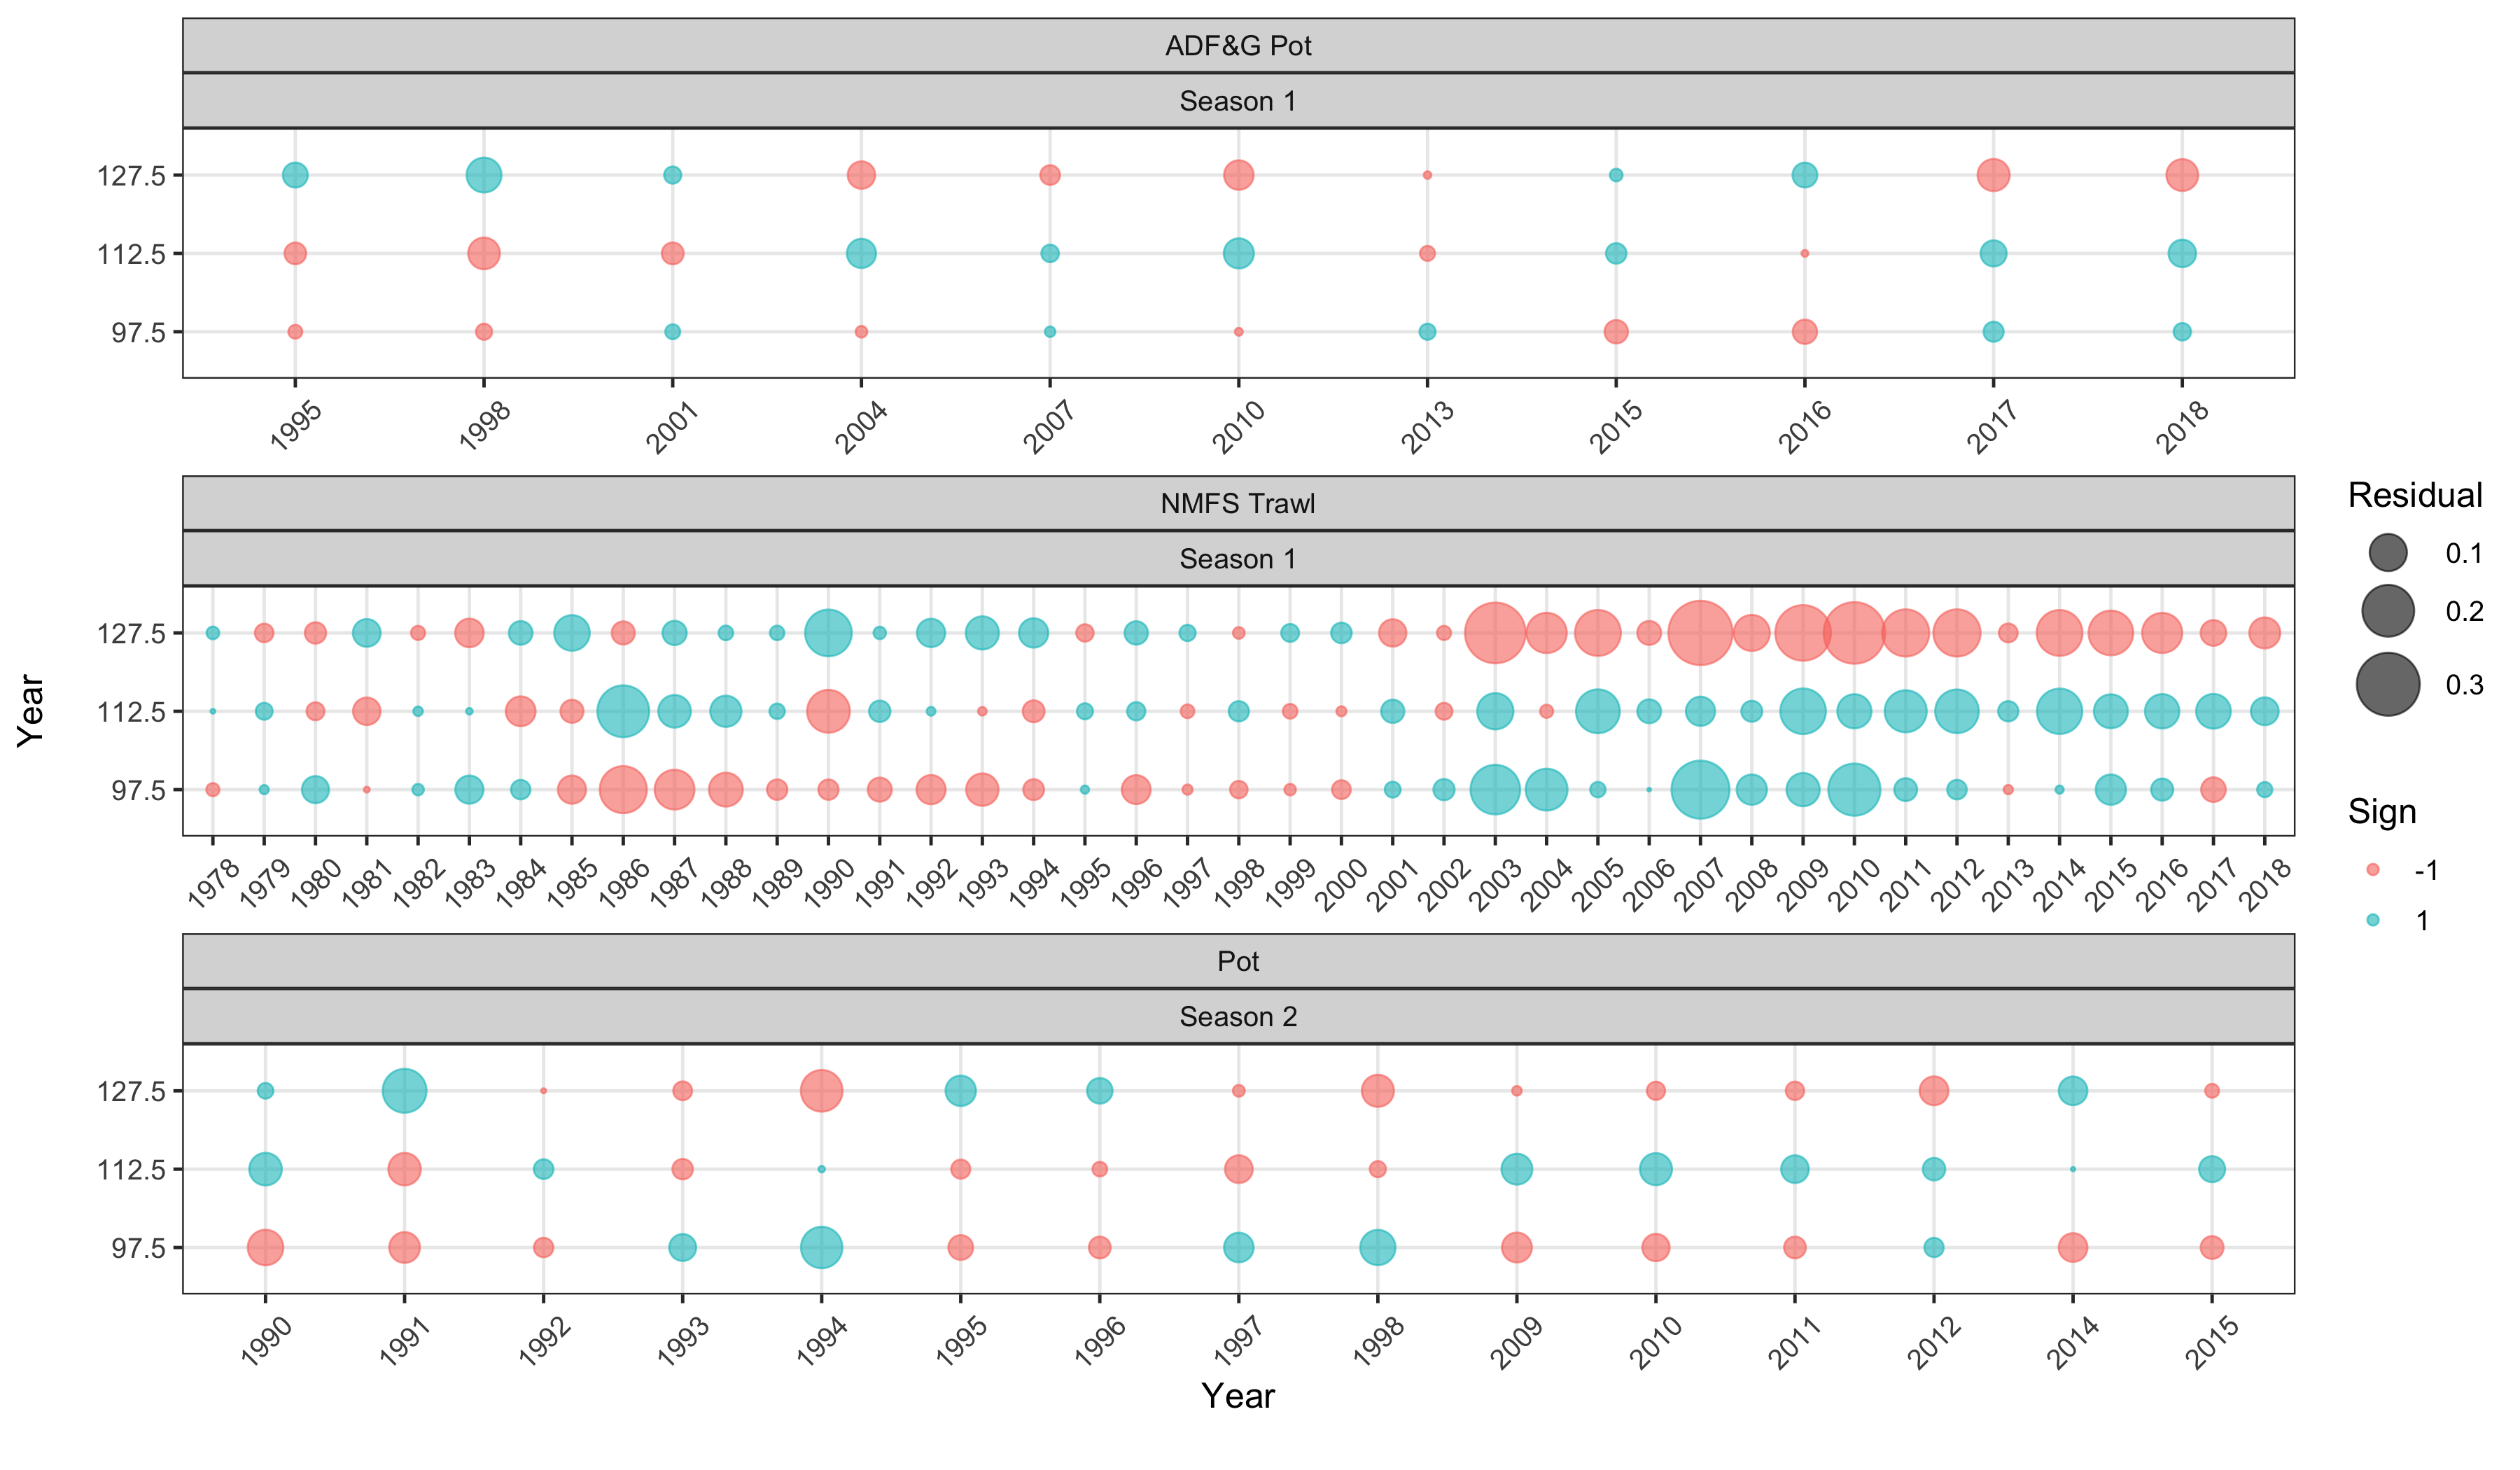 ADF&G Pot
Season 1
127.5
112.5
97.5
1995 1998 2001 2004 2007 2010 2013 2015 2016 2017 2018
NMFS Trawl
Season 1
127.5
112.5
97.5
1978 1979 1980 1981 1982 1983 1984 1985 1986 1987 1988 1989 1990 1991 1992 1993 1994 1995 1996 1997 1998 1999 2000 2001 2002 2003 2004 2005 2006 2007 2008 2009 2010 2011 2012 2013 2014 2015 2016 2017 2018
Pot
Season 2
127.5
112.5
97.5
1990 1991 1992 1993 1994 1995 1996 1997 1998 2009 2010 2011 2012 2014 2015
Year
Year
Residual
0.1
0.2
0.3
Sign
-1
1